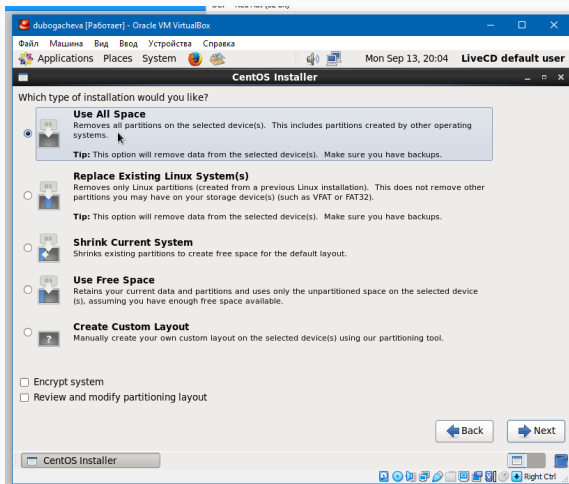 dubogacheva [Работает] - Oracle VM VirtualBox
Файл Машина Вид Ввод Устройства Справка
Applications Places System Mon Sep 13, 20:04 LiveCD default user
CentOS Installer
Which type of installation would you like?
Use All Space
Removes all partitions on the selected device(s). This includes partitions created by other operating
systems.
Tip: This option will remove data from the selected device(s). Make sure you have backups.
Replace Existing Linux System(s)
Removes only Linux partitions (created from a previous Linux installation). This does not remove other
partitions you may have on your storage device(s) (such as VFAT or FAT32).
Tip: This option will remove data from the selected device(s). Make sure you have backups.
Shrink Current System
Shrinks existing partitions to create free space for the default layout.
Use Free Space
Retains your current data and partitions and uses only the unpartitioned space on the selected device
(s), assuming you have enough free space available.
Create Custom Layout
Manually create your own custom layout on the selected device(s) using our partitioning tool.
Encrypt system
Review and modify partitioning layout
Back Next
CentOS Installer
Right Ctrl